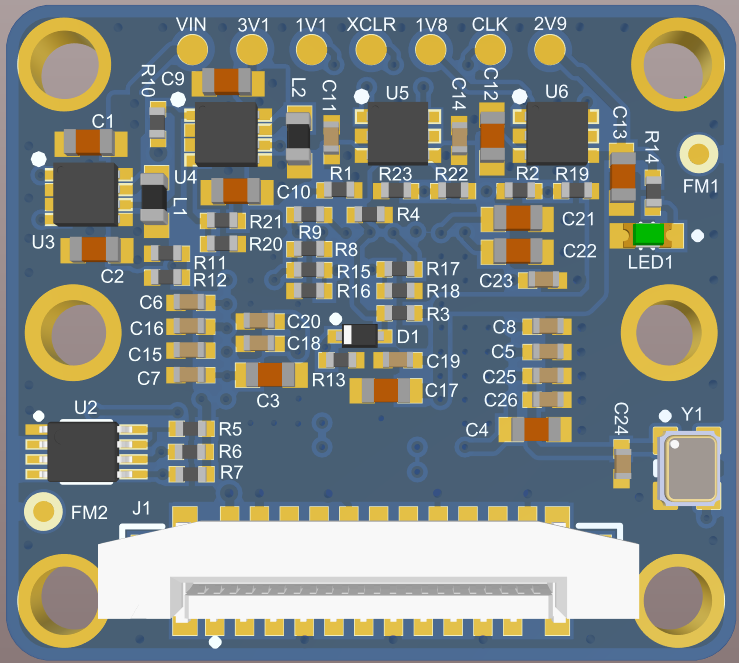 VIN 3V1 1V1 XCLR 1V8 CLK 2V9
R10 C9 L2 C11 U5 C14 C12 U6 C13 R14
C1
U4 L1 C10 R1 R23 R22 R2 R19 FM1
U3 R21 R9 R4 C21
R20 R8 C22 LED1
C2 R11 R15 R17 C23
R12 R16 R18
C6 R3
C16 C20 D1 C8
C15 C18 C19 C5
C7 C3 R13 C17 C25
C26
U2 R5 C4 C24 Y1
R6
R7
FM2 J1